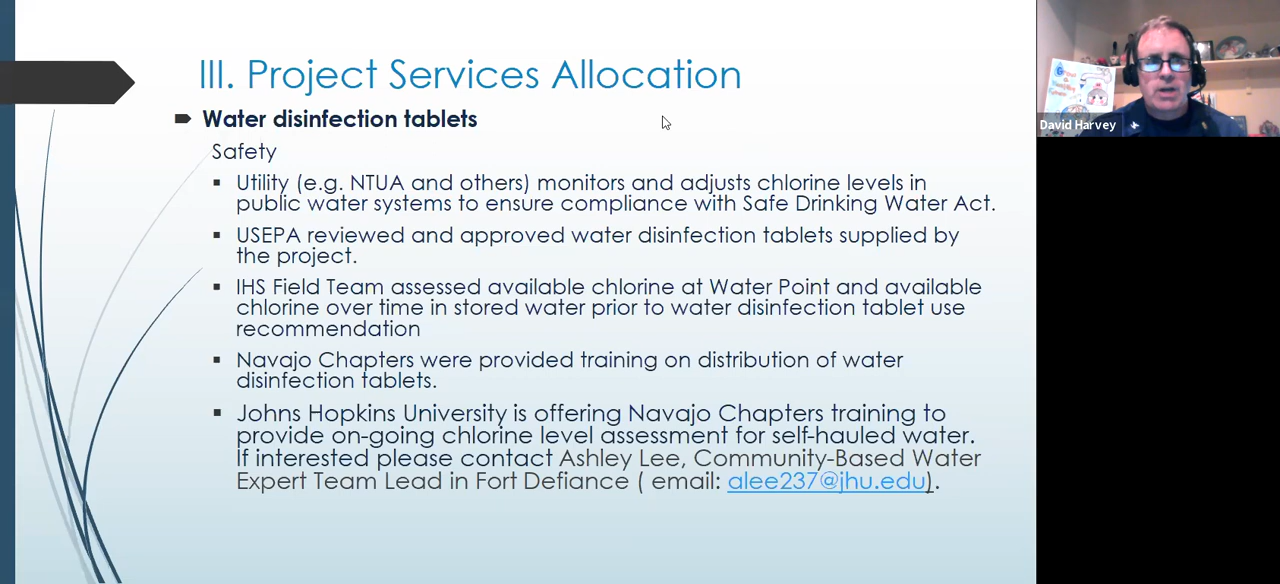 III. Project Services Allocation
Water disinfection tablets
Safety
Utility (e.g. NTUA and others) monitors and adjusts chlorine levels in
public water systems to ensure compliance with Safe Drinking Water Act.
USEPA reviewed and approved water disinfection tablets supplied by
the project.
IHS Field Team assessed available chlorine at Water Point and available
chlorine over time in stored water prior to water disinfection tablet use
recommendation
Navajo Chapters were provided training on distribution of water
disinfection tablets.
Johns Hopkins University is offering Navajo Chapters training to
provide on-going chlorine level assessment for self-hauled water.
If interested please contact Ashley Lee, Community-Based Water
Expert Team Lead in Fort Defiance ( email: alee237@jhu.edu).
David Harvey